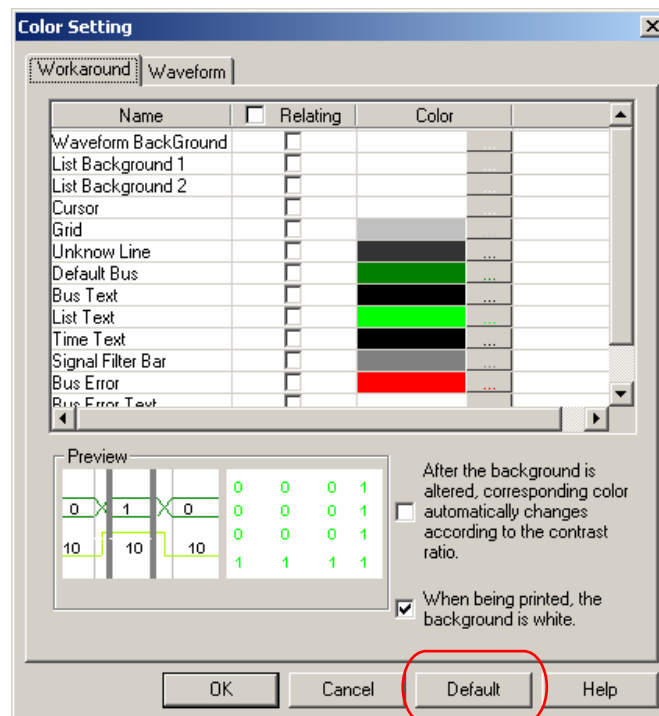 Color Setting
Workaround Waveform
Name Relating Color
Waveform BackGround ...
List Background 1 ...
List Background 2 ...
Cursor ...
Grid ...
Unknow Line ...
Default Bus ...
Bus Text ...
List Text ...
Time Text ...
Signal Filter Bar ...
Bus Error ...
Bus Error Text
Preview
0 1 0
10 10 10
0 0 0 1
0 0 0 1
0 0 0 1
1 1 1 1
After the background is
altered, corresponding color
automatically changes
according to the contrast
ratio.
When being printed, the
background is white.
OK Cancel Default Help